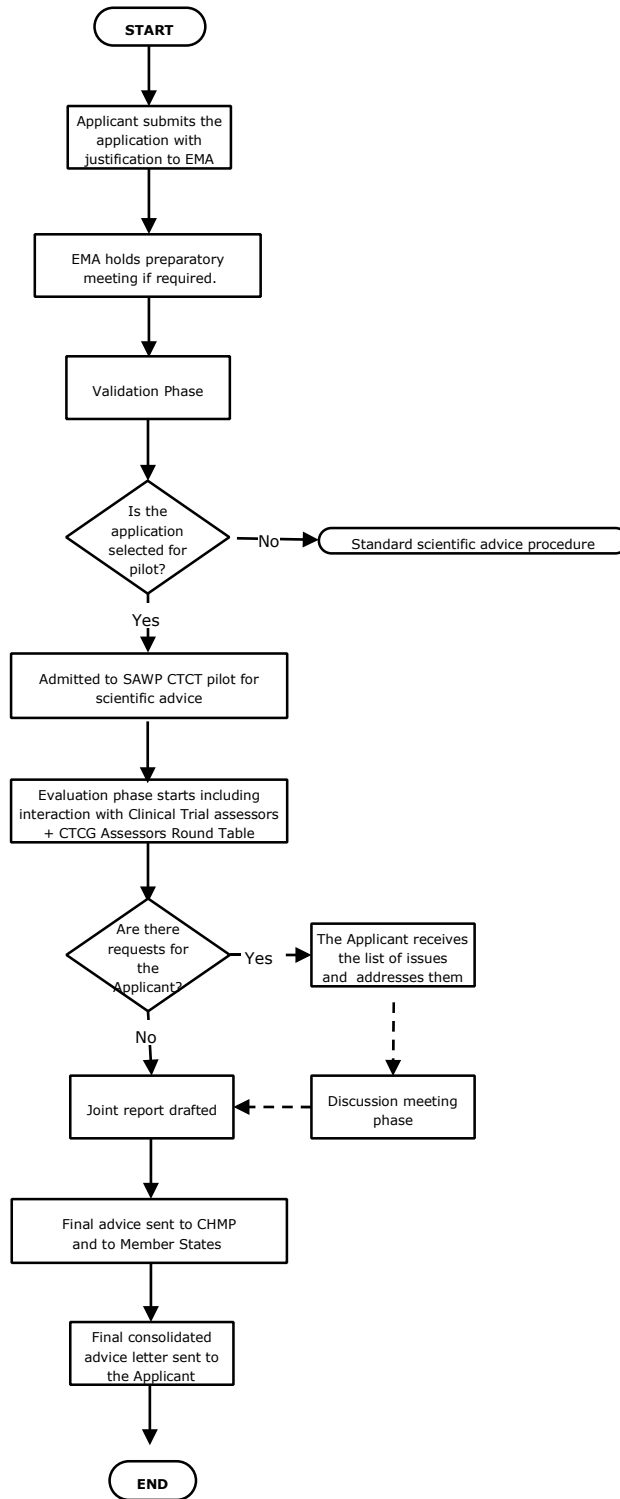 START
Applicant submits the
application with
justification to EMA
EMA holds preparatory
meeting if required.
Validation Phase
Is the
application
selected for
pilot?
No
Standard scientific advice procedure
Yes
Admitted to SAWP CTCT pilot for
scientific advice
Evaluation phase starts including
interaction with Clinical Trial assessors
+ CTCG Assessors Round Table
Are there
requests for
the
Applicant?
Yes
The Applicant receives
the list of issues
and addresses them
No
Joint report drafted
Discussion meeting
phase
Final advice sent to CHMP
and to Member States
Final consolidated
advice letter sent to
the Applicant
END